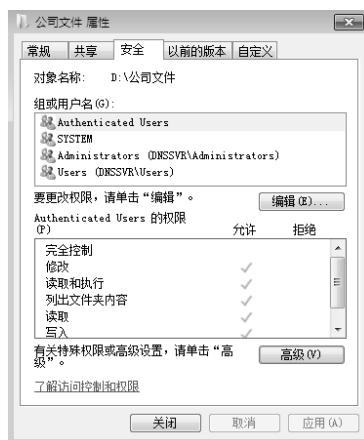 公司文件 属性
常规 共享 安全 以前的版本 自定义
对象名称: D:\公司文件
组或用户名(G):
Authenticated Users
SYSTEM
Administrators (DNSSVR\Administrators)
Users (DNSSVR\Users)
要更改权限，请单击“编辑”。 编辑(E)...
Authenticated Users 的权限
(P) 允许 拒绝
完全控制
修改
读取和执行
列出文件夹内容
读取
写入
有关特殊权限或高级设置，请单击“高
级”。 高级(V)
了解访问控制和权限
关闭 取消 应用(A)